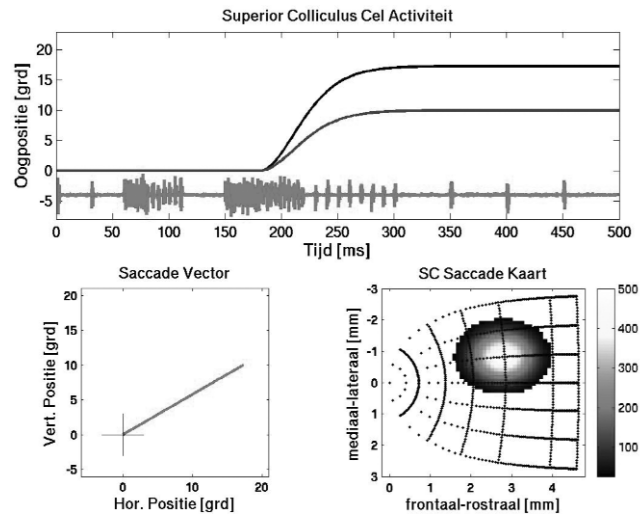 Superior Colliculus Cel Activiteit
Oogpositie [grd]
20
15
10
5
0
-5
0 50 100 150 200 250 300 350 400 450 500
Tijd [ms]
Saccade Vector
Vert. Positie [grd]
20
15
10
5
0
-5
0 10 20
Hor. Positie [grd]
SC Saccade Kaart
mediaal-lateraal [mm]
-3
-2
-1
0
1
2
3
0 1 2 3 4
frontaal-rostraal [mm]
500
400
300
200
100